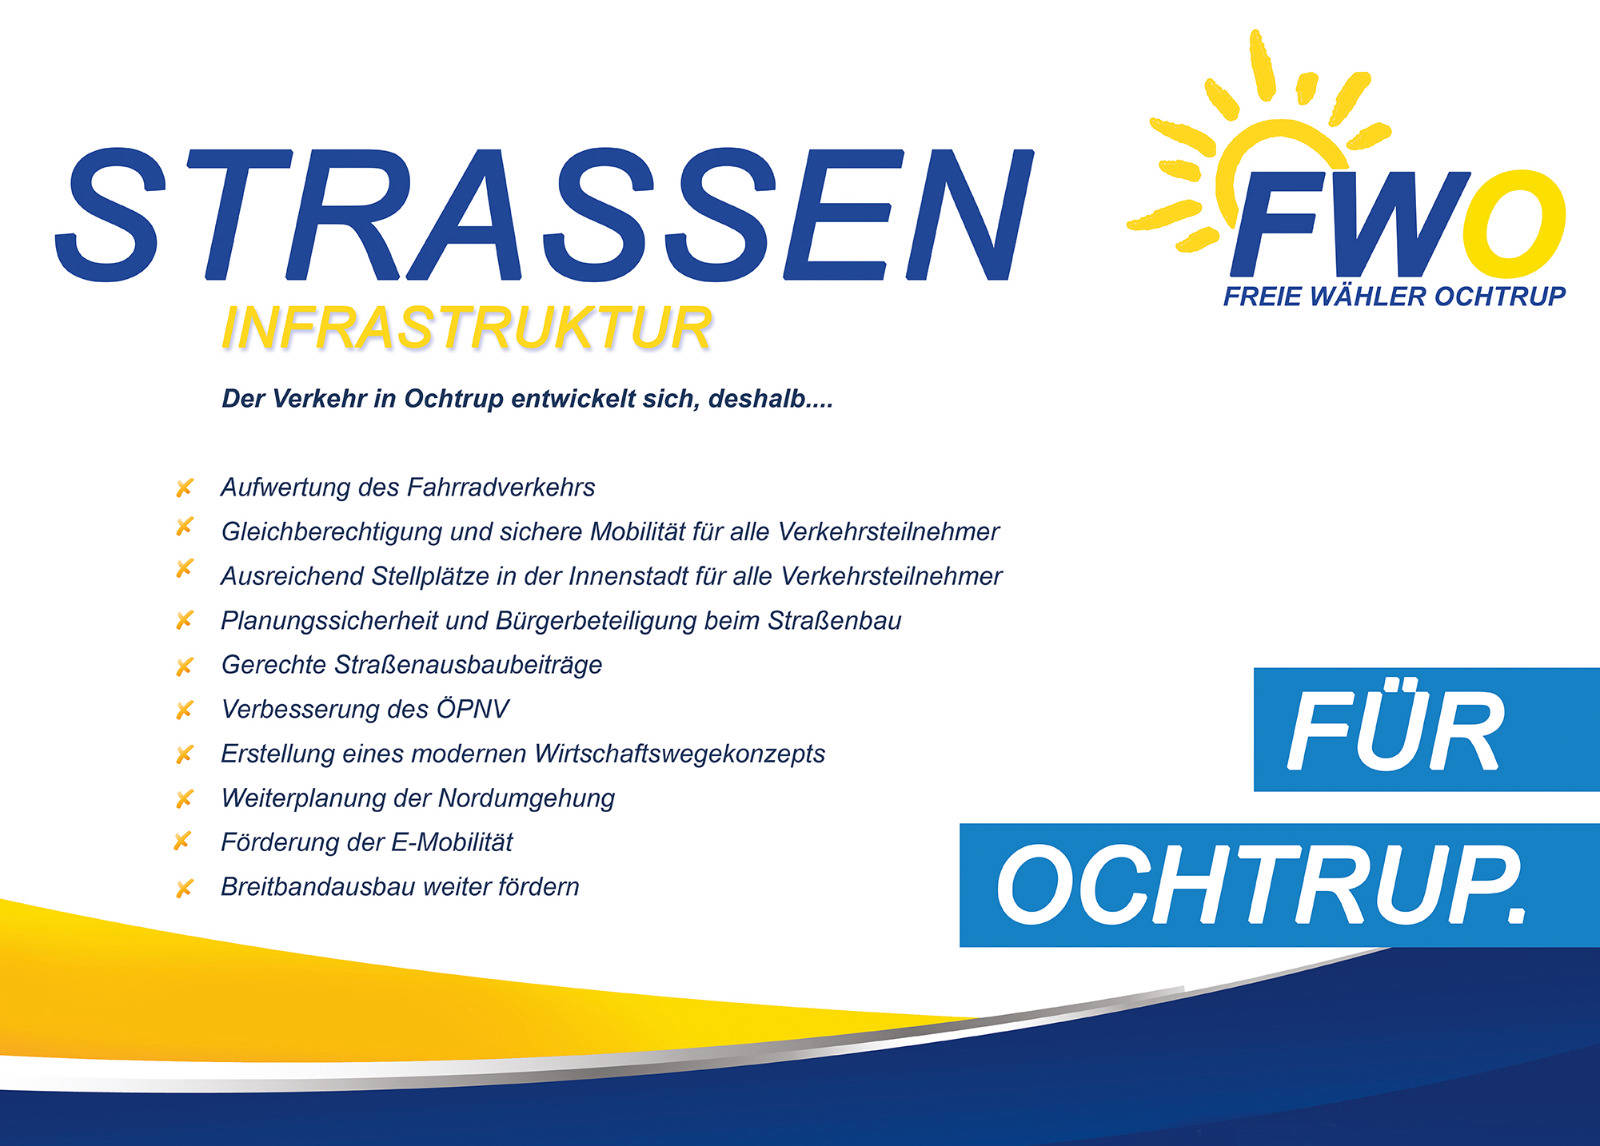 STRASSEN
INFRASTRUKTUR
FWO
FREIE WÄHLER OCHTRUP
Der Verkehr in Ochtrup entwickelt sich, deshalb....
Aufwertung des Fahrradverkehrs
Gleichberechtigung und sichere Mobilität für alle Verkehrsteilnehmer
Ausreichend Stellplätze in der Innenstadt für alle Verkehrsteilnehmer
Planungssicherheit und Bürgerbeteiligung beim Straßenbau
Gerechte Straßenausbaubeiträge
Verbesserung des ÖPNV
Erstellung eines modernen Wirtschaftswegekonzepts
Weiterplanung der Nordumgehung
Förderung der E-Mobilität
Breitbandausbau weiter fördern
FÜR
OCHTRUP.